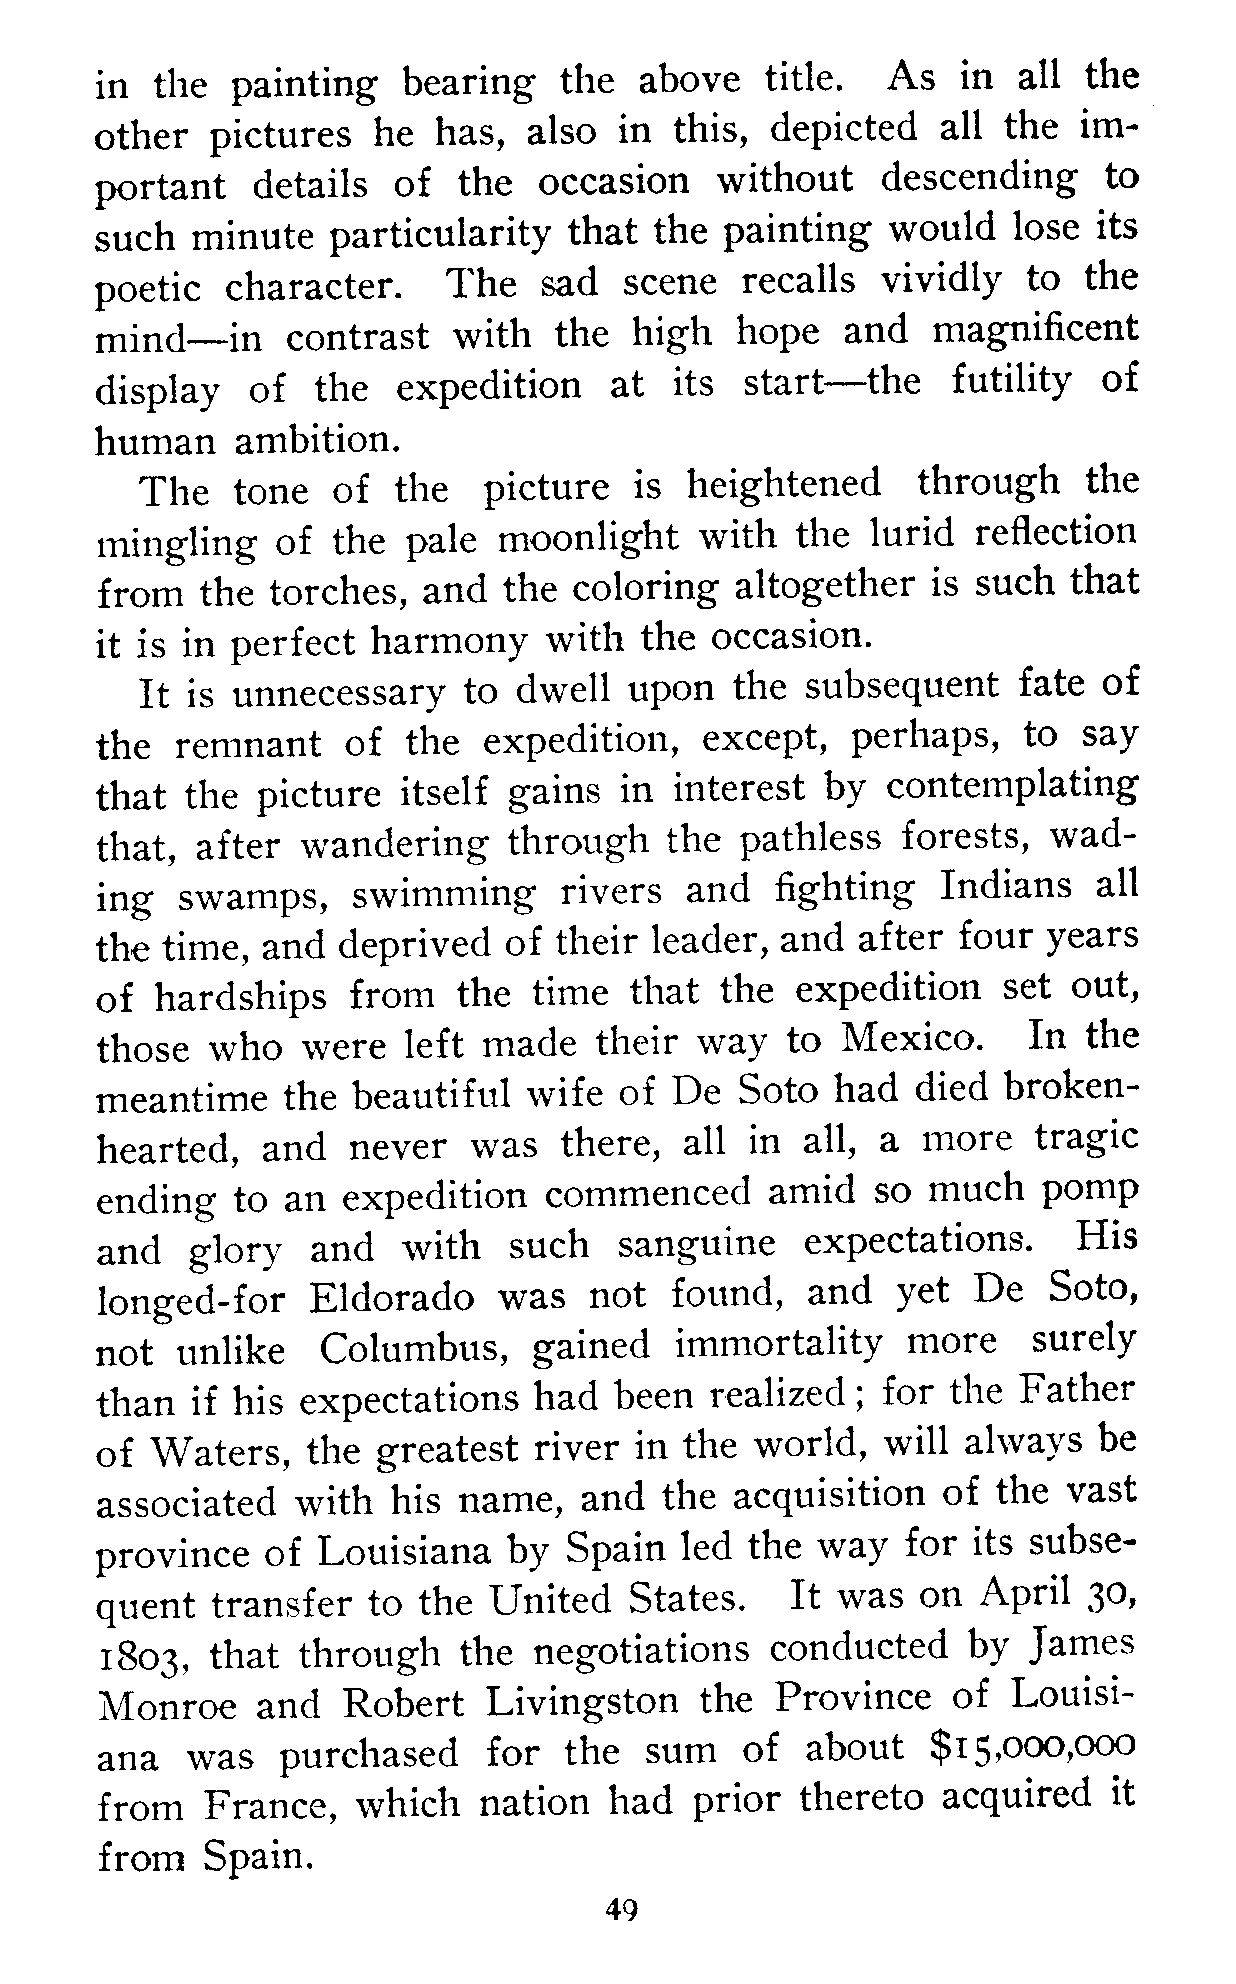 in the painting bearing the above title. As in all the
other pictures he has, also in this, depicted all the im-
portant details of the occasion without descending to
such minute particularity that the painting would lose its
poetic character. The sad scene recalls vividly to the
mind—in contrast with the high hope and magnificent
display of the expedition at its start—the futility of
human ambition.
The tone of the picture is heightened through the
mingling of the pale moonlight with the lurid reflection
from the torches, and the coloring altogether is such that
it is in perfect harmony with the occasion.
It is unnecessary to dwell upon the subsequent fate of
the remnant of the expedition, except, perhaps, to say
that the picture itself gains in interest by contemplating
that, after wandering through the pathless forests, wad-
ing swamps, swimming rivers and fighting Indians all
the time, and deprived of their leader, and after four years
of hardships from the time that the expedition set out,
those who were left made their way to Mexico. In the
meantime the beautiful wife of De Soto had died broken-
hearted, and never was there, all in all, a more tragic
ending to an expedition commenced amid so much pomp
and glory and with such sanguine expectations. His
longed-for Eldorado was not found, and yet De Soto,
not unlike Columbus, gained immortality more surely
than if his expectations had been realized; for the Father
of Waters, the greatest river in the world, will always be
associated with his name, and the acquisition of the vast
province of Louisiana by Spain led the way for its subse-
quent transfer to the United States. It was on April 30,
1803, that through the negotiations conducted by James
Monroe and Robert Livingston the Province of Louisi-
ana was purchased for the sum of about $15,000,000
from France, which nation had prior thereto acquired it
from Spain.
49